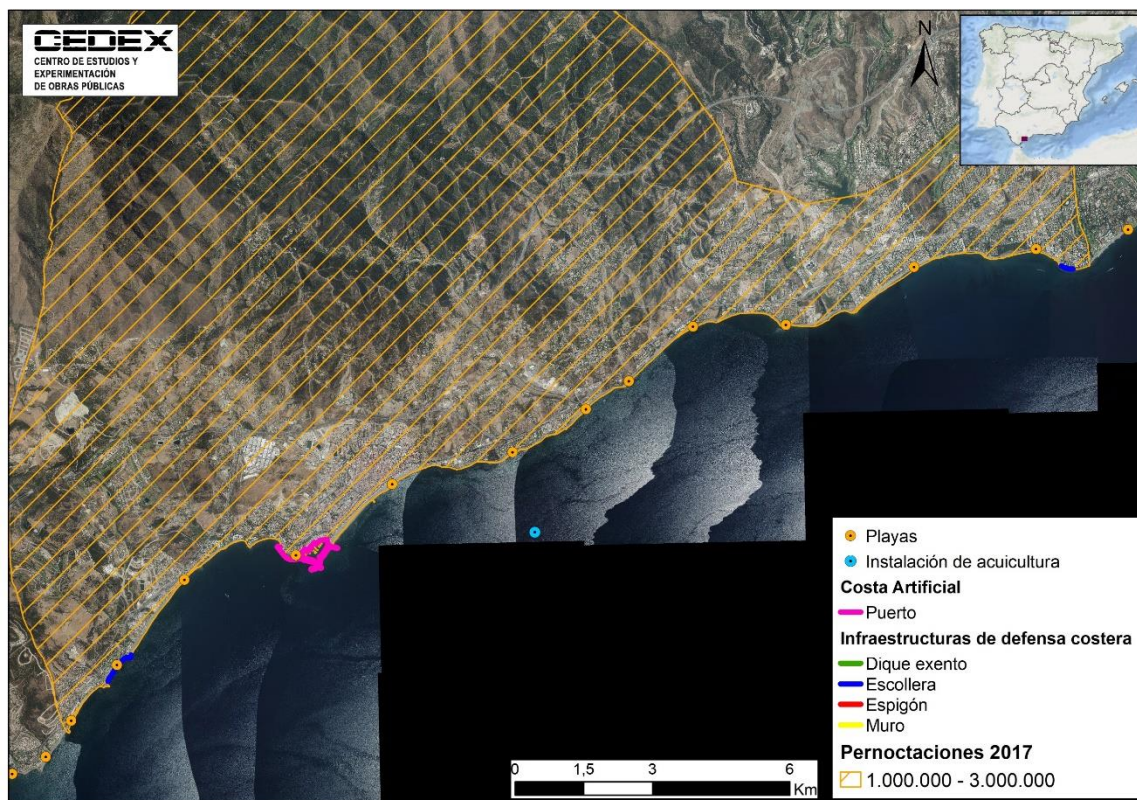 CEDEX
CENTRO DE ESTUDIOS Y
EXPERIMENTACIÓN
DE OBRAS PÚBLICAS
N
Playas
Instalación de acuicultura
Costa Artificial
Puerto
Infraestructuras de defensa costera
Dique exento
Escollera
Espigón
Muro
Pernoctaciones 2017
1.000.000 - 3.000.000
0 1,5 3 6
Km